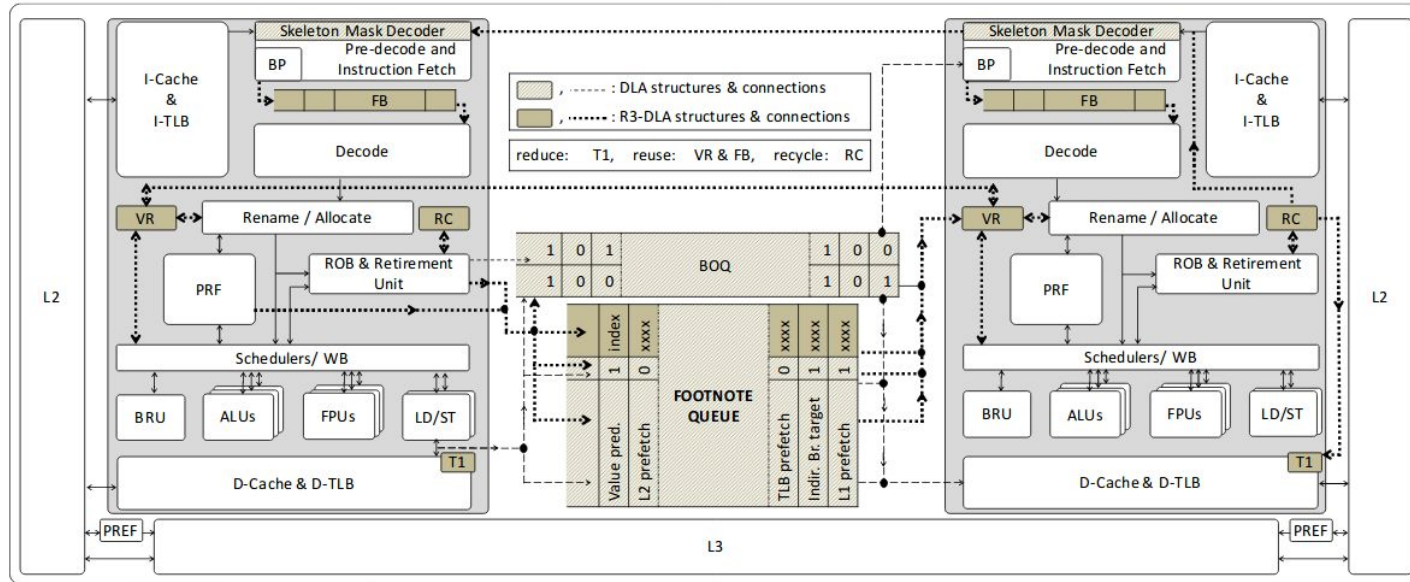 Skeleton Mask Decoder
BP
Pre-decode and
Instruction Fetch
I-Cache
&
I-TLB
FB
Decode
VR
Rename / Allocate
RC
ROB & Retirement
Unit
PRF
Schedulers/ WB
BRU
ALUs
FPUs
LD/ST
T1
D-Cache & D-TLB
L2
PREF
, : DLA structures & connections
, : R3-DLA structures & connections
reduce: T1, reuse: VR & FB, recycle: RC
1 0 1
BOQ
1 0 0
1 0 0
1 0 1
index
xxxx
1
0
Value pred.
L2 prefetch
FOOTNOTE
QUEUE
xxxx
xxxx
xxxx
0
1
1
TLB prefetch
Indir. Br. target
L1 prefetch
Skeleton Mask Decoder
BP
Pre-decode and
Instruction Fetch
I-Cache
&
I-TLB
FB
Decode
VR
Rename / Allocate
RC
ROB & Retirement
Unit
PRF
Schedulers/ WB
BRU
ALUs
FPUs
LD/ST
T1
D-Cache & D-TLB
L2
PREF
L3